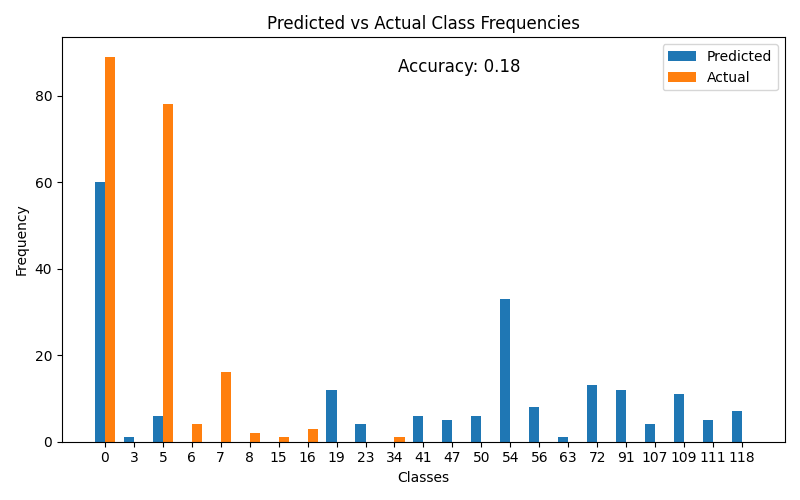 Predicted vs Actual Class Frequencies
Accuracy: 0.18
Predicted
Actual
Frequency
80
60
40
20
0
0 3 5 6 7 8 15 16 19 23 34 41 47 50 54 56 63 72 91 107 109 111 118
Classes